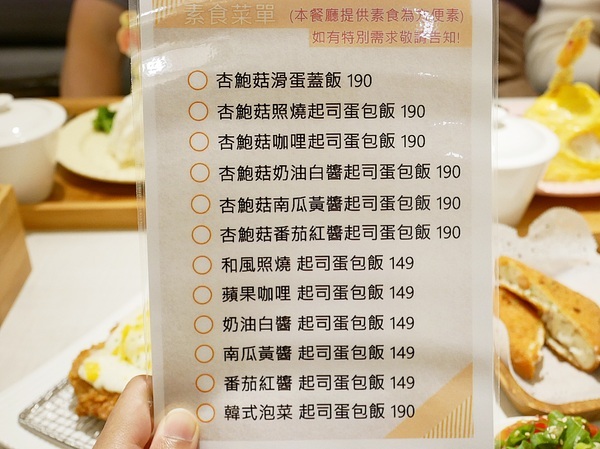 素食菜單 (本餐廳提供素食為方便素)
如有特別需求敬請告知!
杏鮑菇滑蛋蓋飯 190
杏鮑菇照燒起司蛋包飯 190
杏鮑菇咖哩起司蛋包飯 190
杏鮑菇奶油白醬起司蛋包飯 190
杏鮑菇南瓜黃醬起司蛋包飯 190
杏鮑菇番茄紅醬起司蛋包飯 190
和風照燒 起司蛋包飯 149
蘋果咖哩 起司蛋包飯 149
奶油白醬 起司蛋包飯 149
南瓜黃醬 起司蛋包飯 149
番茄紅醬 起司蛋包飯 149
韓式泡菜 起司蛋包飯 190